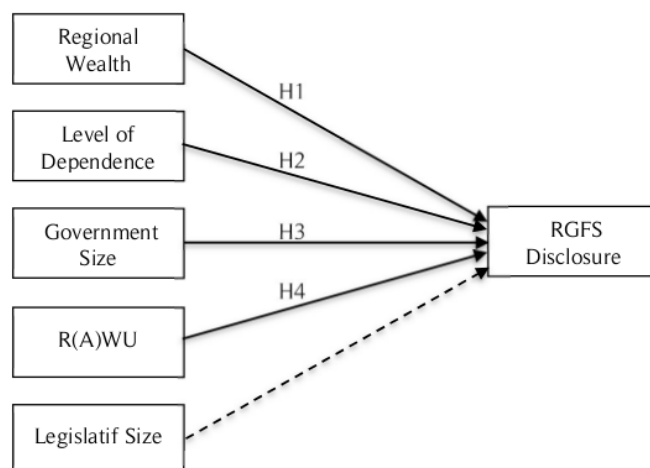 Regional
Wealth
H1
Level of
Dependence
H2
Government
Size
H3
RGFS
Disclosure
H4
R(A)WU
Legislatif Size